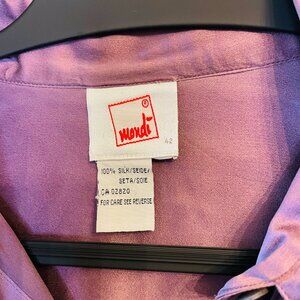 ®
mondi
42
100% SILK/SEIDE/
SETA/SOIE
CA 02820
FOR CARE SEE REVERSE